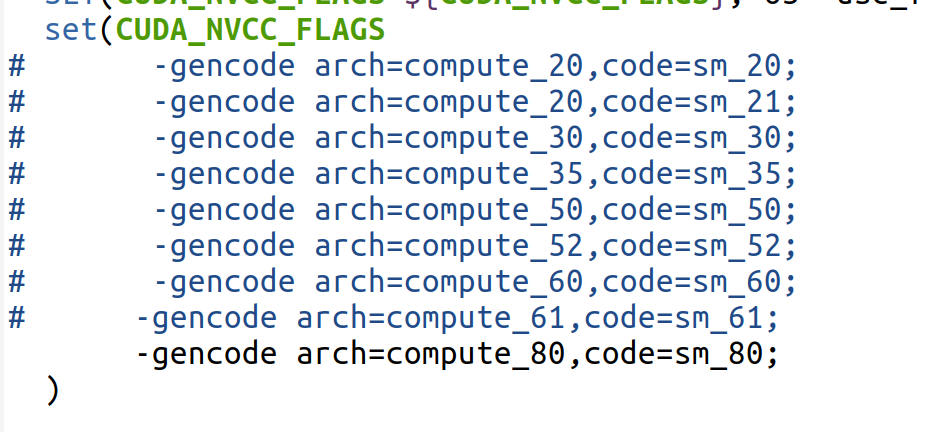 set(CUDA_NVCC_FLAGS
#       -gencode arch=compute_20,code=sm_20;
#       -gencode arch=compute_20,code=sm_21;
#       -gencode arch=compute_30,code=sm_30;
#       -gencode arch=compute_35,code=sm_35;
#       -gencode arch=compute_50,code=sm_50;
#       -gencode arch=compute_52,code=sm_52;
#       -gencode arch=compute_60,code=sm_60;
#      -gencode arch=compute_61,code=sm_61;
       -gencode arch=compute_80,code=sm_80;
)